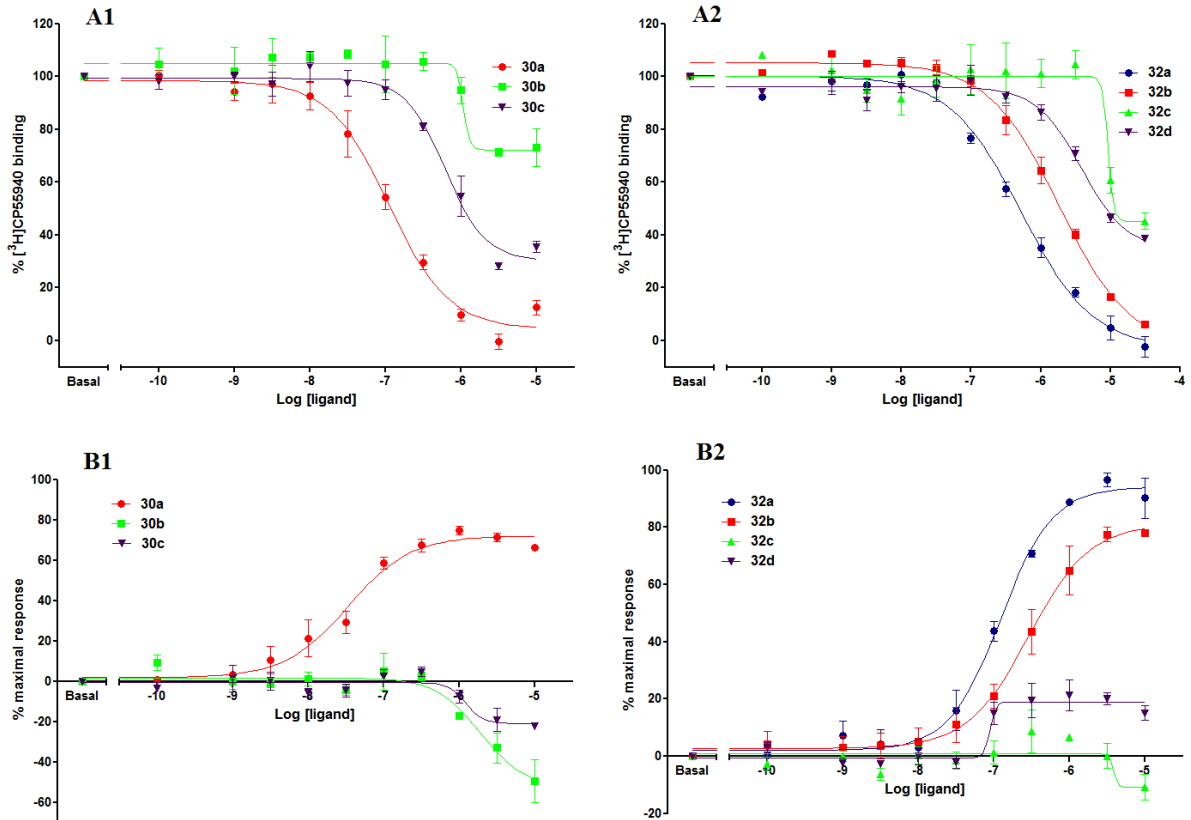 A1
120
100
80
60
40
20
0
% [³H]CP55940 binding
30a
30b
30c
Basal -10 -9 -8 -7 -6 -5
Log [ligand]
A2
120
100
80
60
40
20
0
% [³H]CP55940 binding
32a
32b
32c
32d
Basal -10 -9 -8 -7 -6 -5 -4
Log [ligand]
B1
100
80
60
40
20
0
-20
-40
-60
% maximal response
30a
30b
30c
Basal -10 -9 -8 -7 -6 -5
Log [ligand]
B2
100
80
60
40
20
0
-20
% maximal response
32a
32b
32c
32d
Basal -10 -9 -8 -7 -6 -5
Log [ligand]